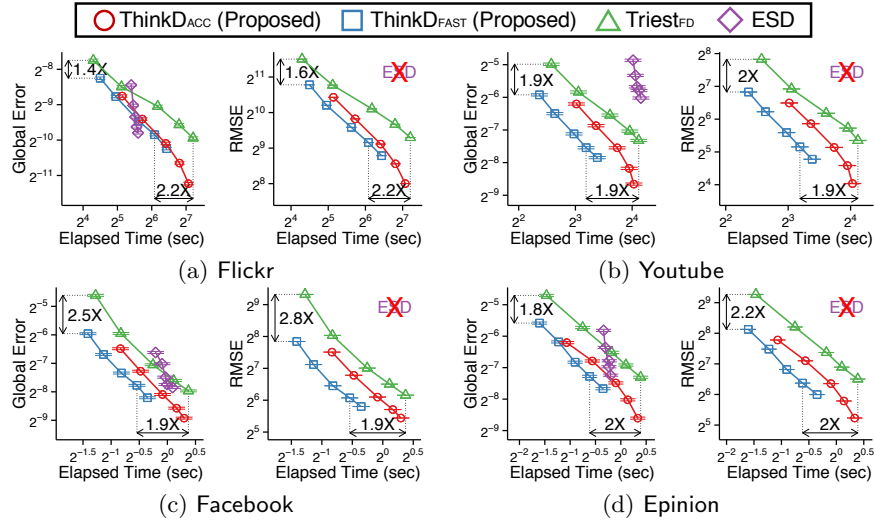 ThinkDACC (Proposed) ThinkDFAST (Proposed) TriestFD ESD
Global Error
2^-8
2^-9
2^-10
2^-11
1.4X
2.2X
2^4 2^5 2^6 2^7
Elapsed Time (sec)
RMSE
2^11
2^10
2^9
2^8
1.6X
ESD
X
2.2X
2^4 2^5 2^6 2^7
Elapsed Time (sec)
(a) Flickr
Global Error
2^-5
2^-6
2^-7
2^-8
2^-9
1.9X
1.9X
2^2 2^3 2^4
Elapsed Time (sec)
RMSE
2^8
2^7
2^6
2^5
2^4
2X
ESD
X
1.9X
2^2 2^3 2^4
Elapsed Time (sec)
(b) Youtube
Global Error
2^-5
2^-6
2^-7
2^-8
2^-9
2.5X
1.9X
2^-1.5 2^-1 2^-0.5 2^0 2^0.5
Elapsed Time (sec)
RMSE
2^9
2^8
2^7
2^6
2^5
2.8X
ESD
X
1.9X
2^-1.5 2^-1 2^-0.5 2^0 2^0.5
Elapsed Time (sec)
(c) Facebook
Global Error
2^-5
2^-6
2^-7
2^-8
2^-9
1.8X
2X
2^-2 2^-1.5 2^-1 2^-0.5 2^0 2^0.5
Elapsed Time (sec)
RMSE
2^9
2^8
2^7
2^6
2^5
2.2X
ESD
X
2X
2^-2 2^-1.5 2^-1 2^-0.5 2^0 2^0.5
Elapsed Time (sec)
(d) Epinion